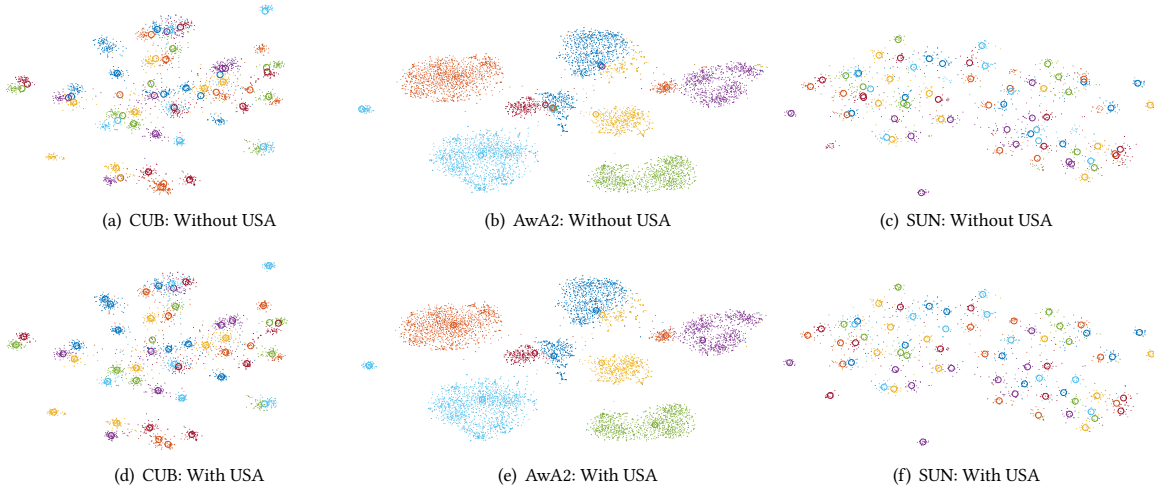 (a) CUB: Without USA
(b) AwA2: Without USA
(c) SUN: Without USA
(d) CUB: With USA
(e) AwA2: With USA
(f) SUN: With USA